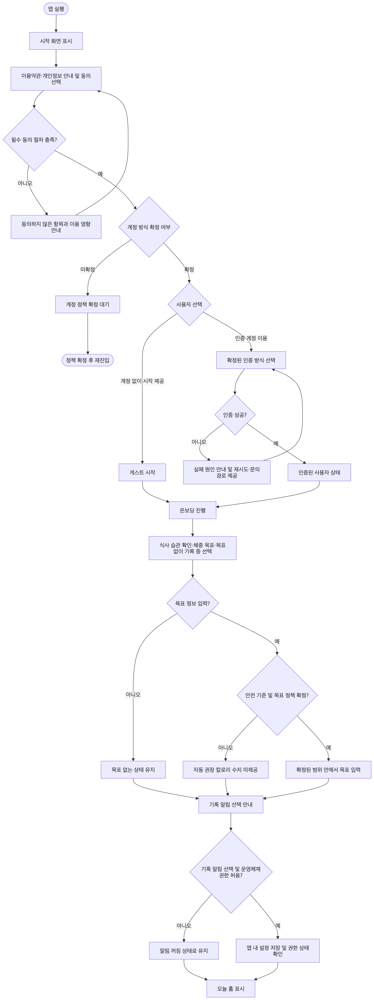 앱 실행
시작 화면 표시
이용약관·개인정보 안내 및 동의
선택
필수 동의 절차 충족?
예
아니오
동의하지 않은 항목과 이용 영향
안내
계정 방식 확정 여부
미확정
확정
계정 정책 확정 대기
사용자 선택
인증 계정 이용
정책 확정 후 재진입
확정된 인증 방식 선택
계정 없이 시작 제공
인증 성공?
아니오
예
게스트 시작
실패 원인 안내 및 재시도·문의
경로 제공
인증된 사용자 상태
온보딩 진행
식사 습관 확인·체중 목표·목표
없이 기록 중 선택
목표 정보 입력?
예
아니오
안전 기준 및 목표 정책 확정?
아니오
예
목표 없는 상태 유지
자동 권장 칼로리 수치 미제공
확정된 범위 안에서 목표 입력
기록 알림 선택 안내
기록 알림 선택 및 운영체제
권한 허용?
아니오
예
알림 꺼짐 상태로 유지
앱 내 설정 저장 및 권한 상태
확인
오늘 홈 표시